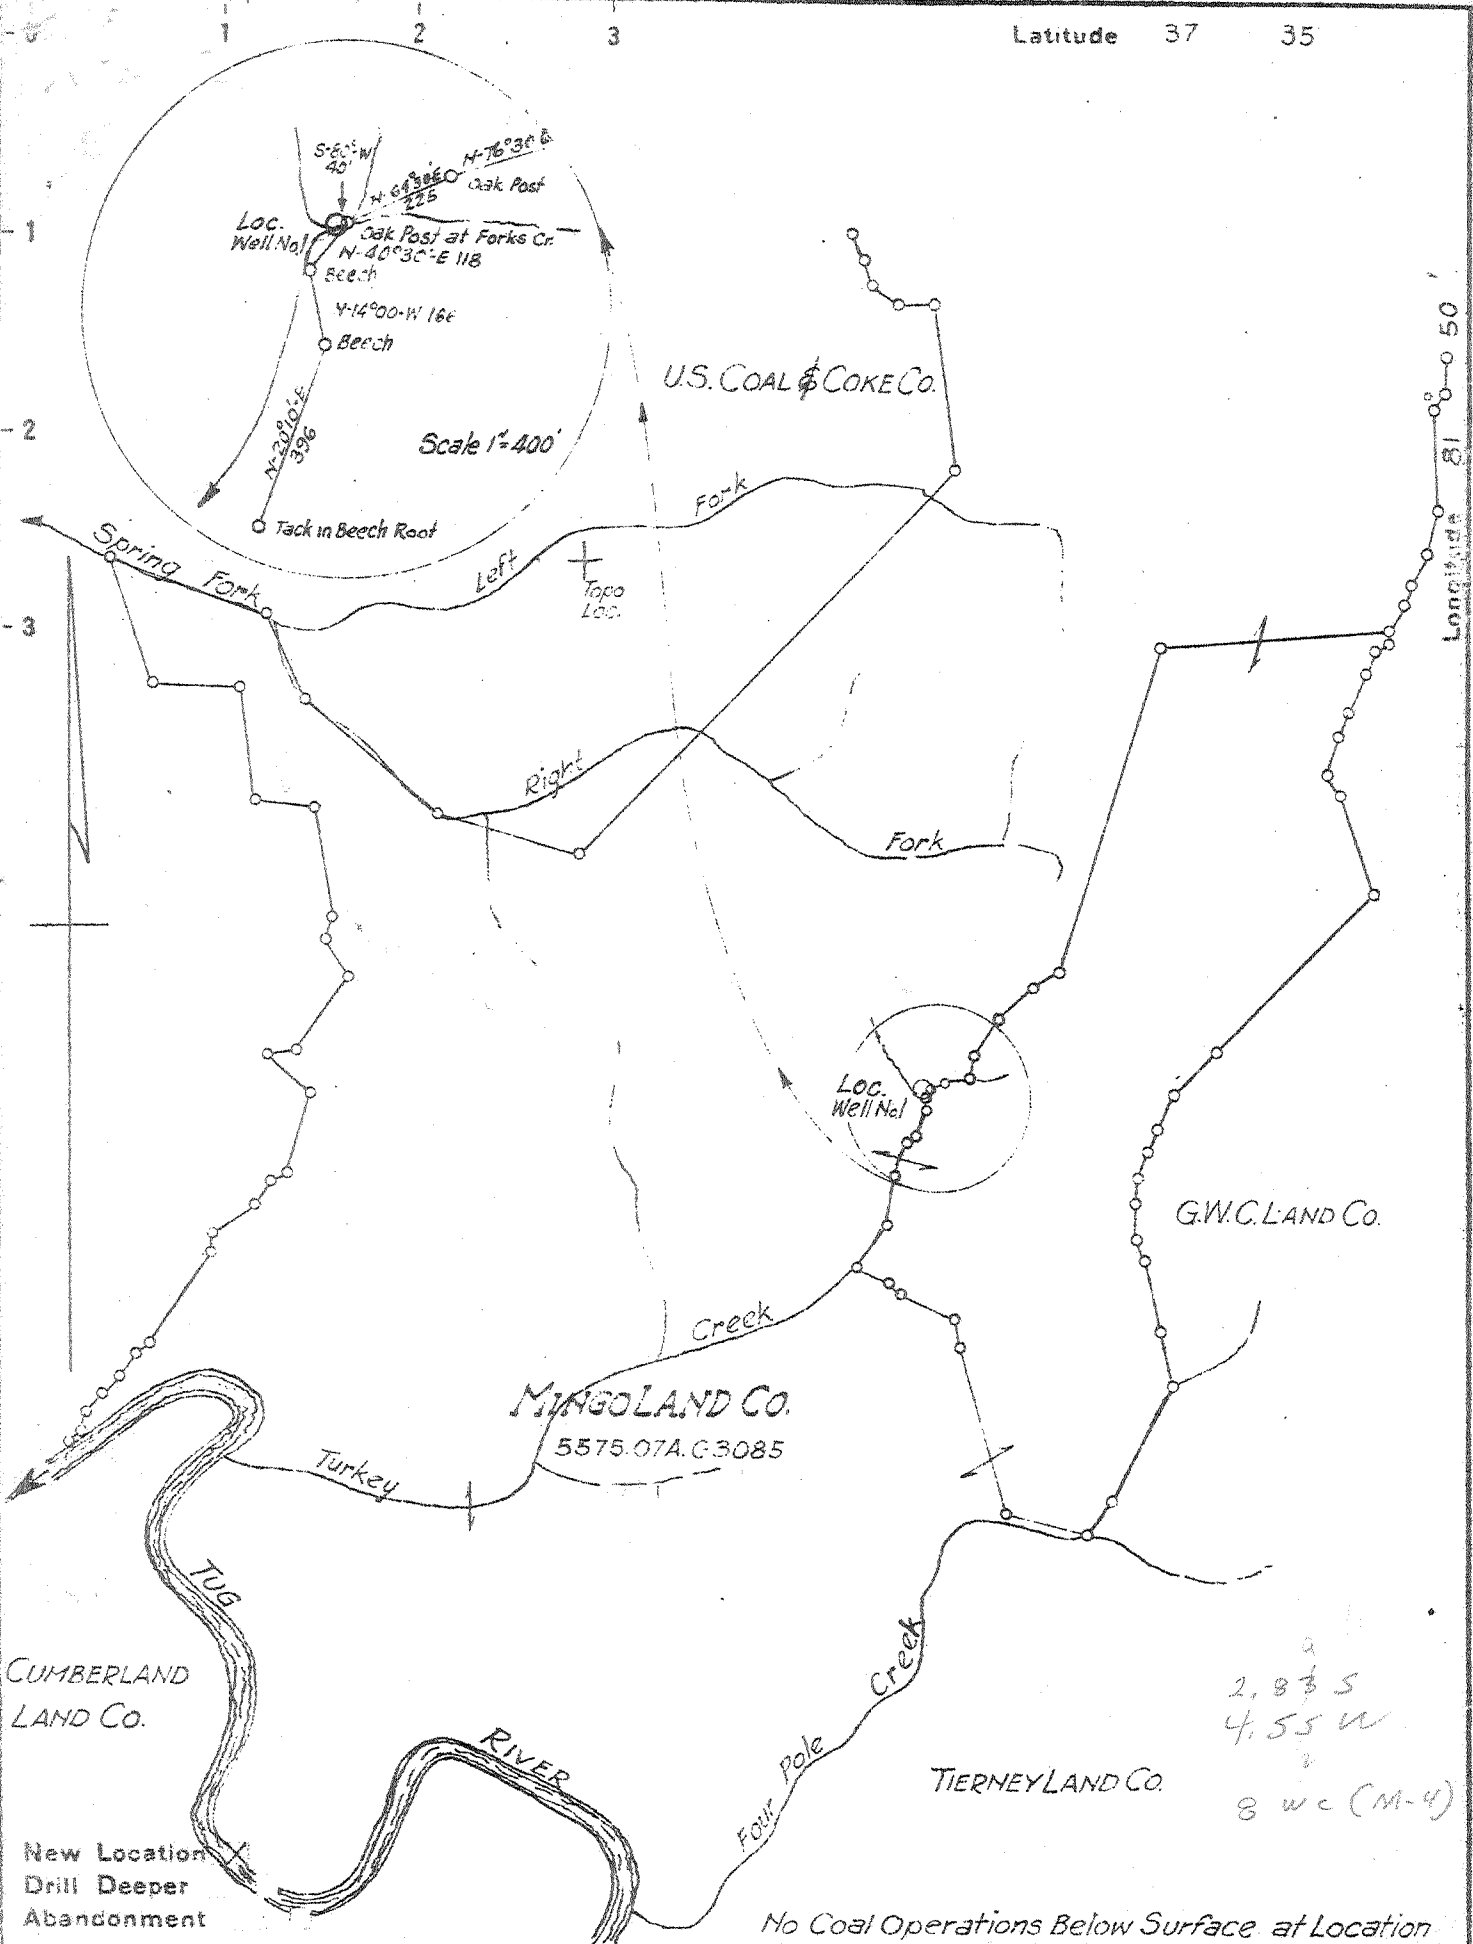 0 1 2 3 Latitude 37 35
S-80°-W
40'
N-76°30'E
N-64°30'E
225
Oak Post
Loc.
Well No.1
Oak Post at Forks Cr.
N-40°30'-E 118
Beech
14°00-W 166
Beech
N-20°10'-E
396
Scale 1"=400'
Tack in Beech Root
-1
-2
-3
Longitude 81 50'
U.S. COAL & COKE CO.
Spring Fork
Left Fork
Topo
Loc.
Right Fork
Loc.
Well No.1
G.W.C. LAND CO.
Turkey Creek
MINGO LAND CO.
5575.07A. C-3085
TUG RIVER
CUMBERLAND
LAND CO.
Four Pole Creek
TIERNEY LAND CO.
S
4.55 W
8 wc (M-4)
New Location
Drill Deeper
Abandonment
No Coal Operations Below Surface at Location